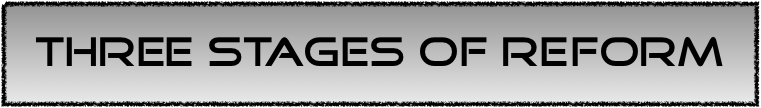 THREE STAGES OF REFORM